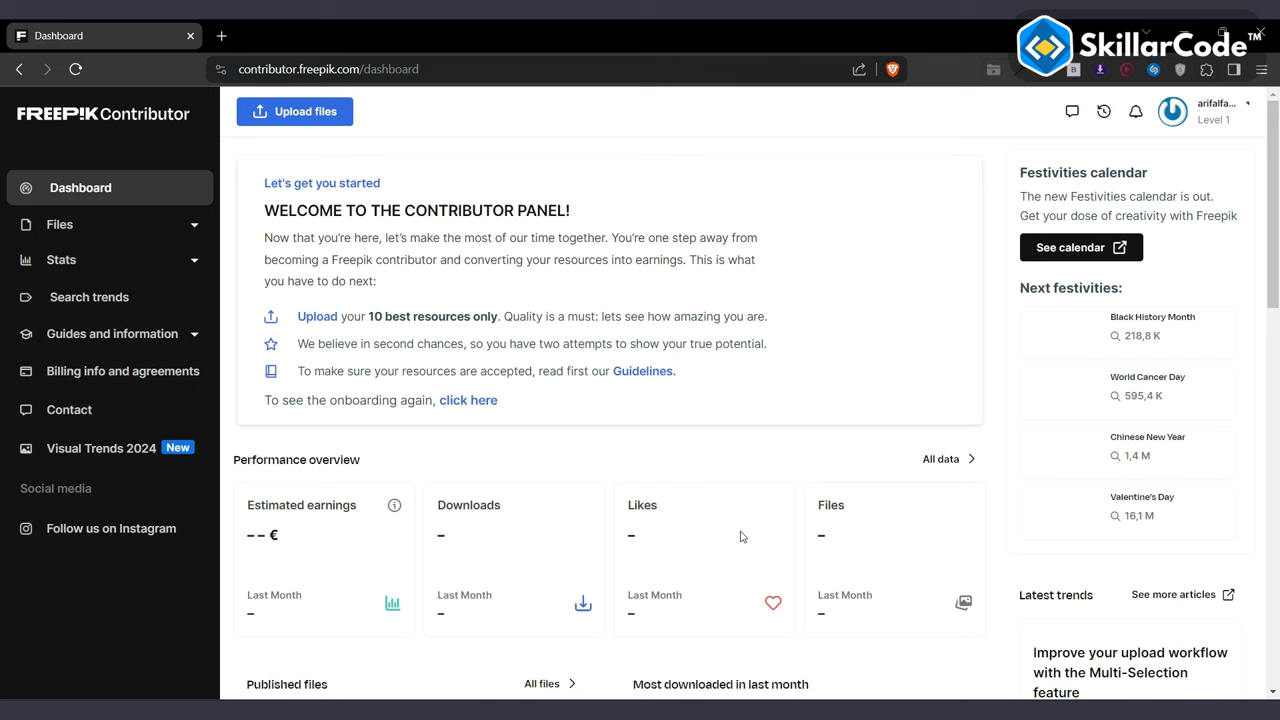 Dashboard
SkillarCode™
contributor.freepik.com/dashboard
FREEPIK Contributor
Upload files
arifalfa...
Level 1
Dashboard
Files
Stats
Search trends
Guides and information
Billing info and agreements
Contact
Visual Trends 2024 New
Social media
Follow us on Instagram
Let's get you started
WELCOME TO THE CONTRIBUTOR PANEL!
Now that you're here, let's make the most of our time together. You're one step away from
becoming a Freepik contributor and converting your resources into earnings. This is what
you have to do next:
Upload your 10 best resources only. Quality is a must: lets see how amazing you are.
We believe in second chances, so you have two attempts to show your true potential.
To make sure your resources are accepted, read first our Guidelines.
To see the onboarding again, click here
Performance overview
All data
Estimated earnings
– – €
Last Month
–
Downloads
–
Last Month
–
Likes
–
Last Month
–
Files
–
Last Month
–
Published files
All files
Most downloaded in last month
Festivities calendar
The new Festivities calendar is out.
Get your dose of creativity with Freepik
See calendar
Next festivities:
Black History Month
218,8 K
World Cancer Day
595,4 K
Chinese New Year
1,4 M
Valentine's Day
16,1 M
Latest trends
See more articles
Improve your upload workflow
with the Multi-Selection
feature